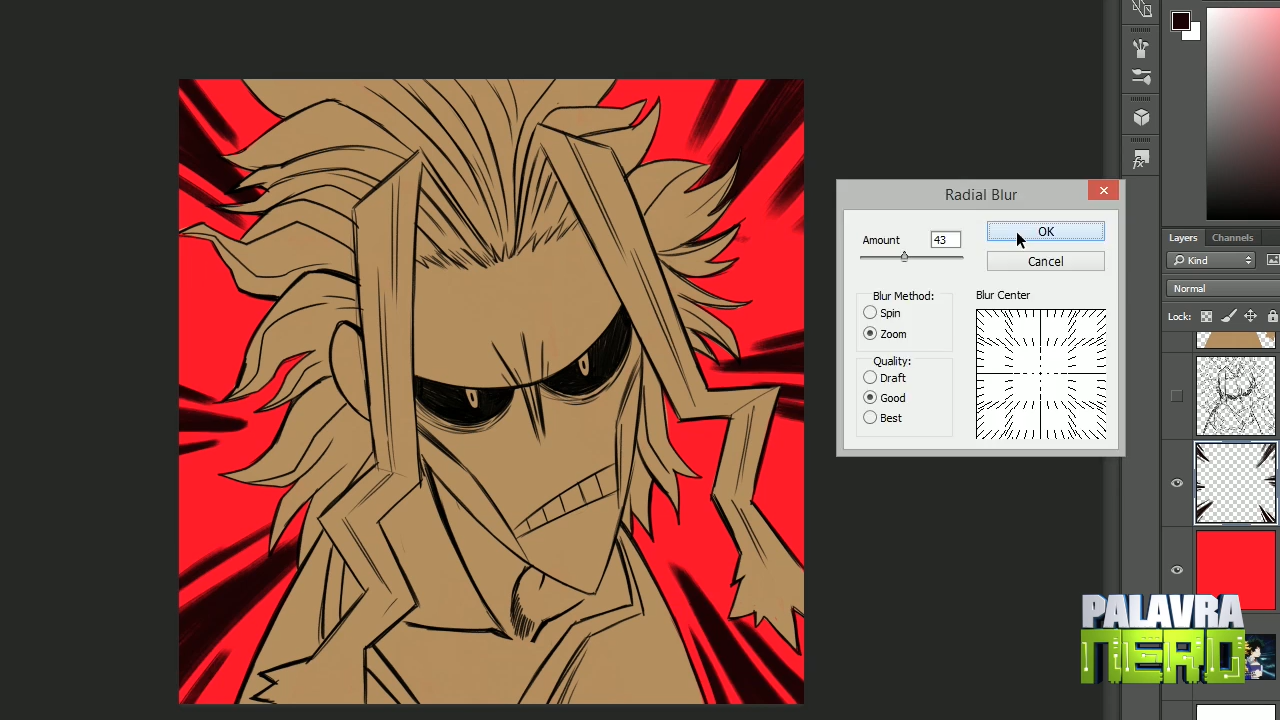 Radial Blur
Amount 43
OK
Cancel
Blur Method:
Spin
Zoom
Quality:
Draft
Good
Best
Blur Center
Layers Channels
Kind
Normal
Lock:
fx
PALAVRA
NERD